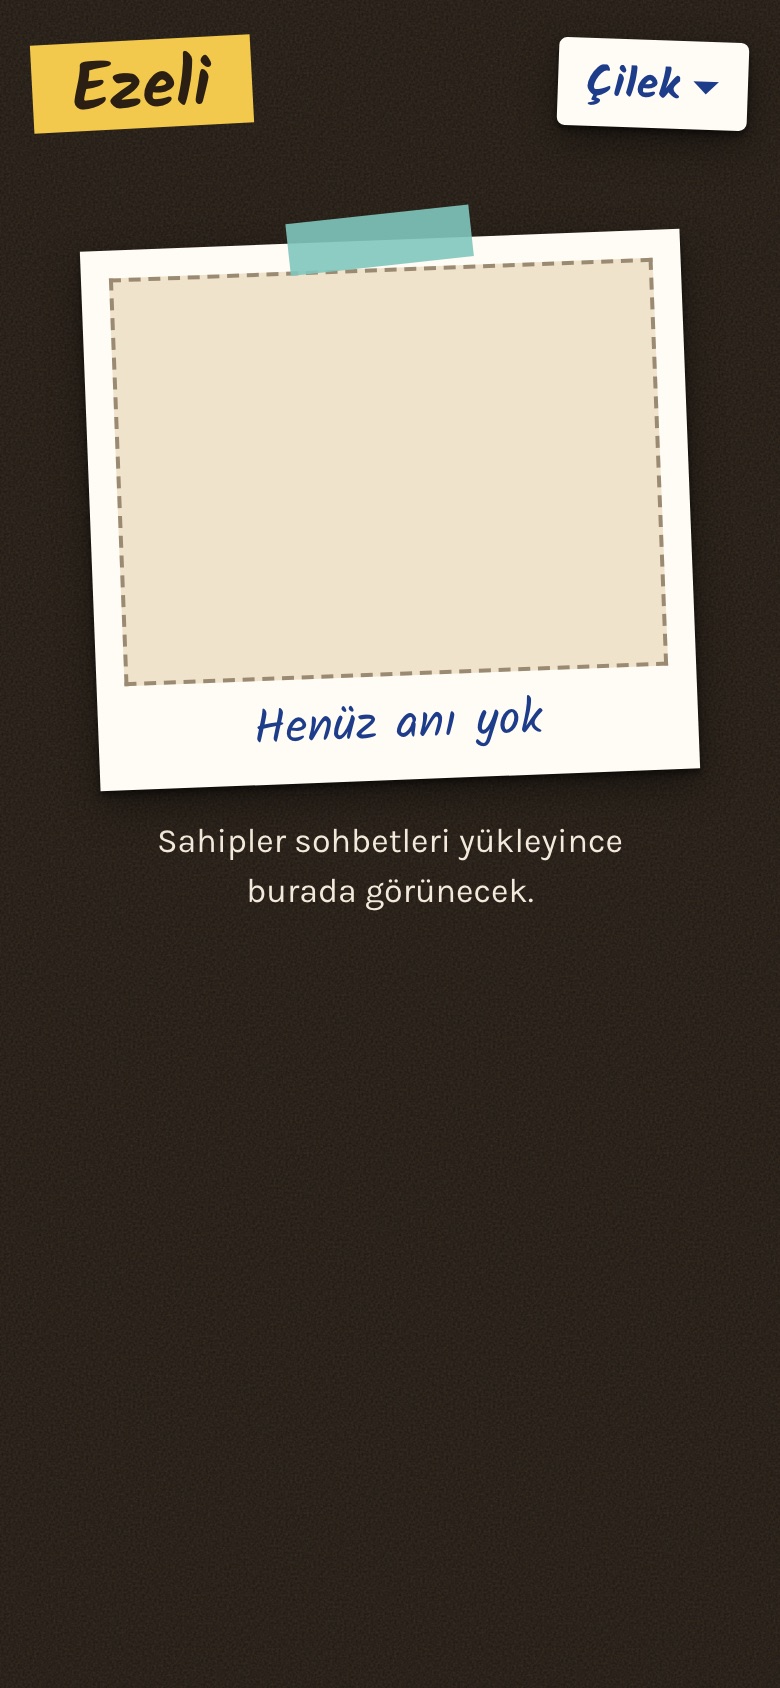 Ezeli
Çilek
Henüz anı yok
Sahipler sohbetleri yükleyince
burada görünecek.